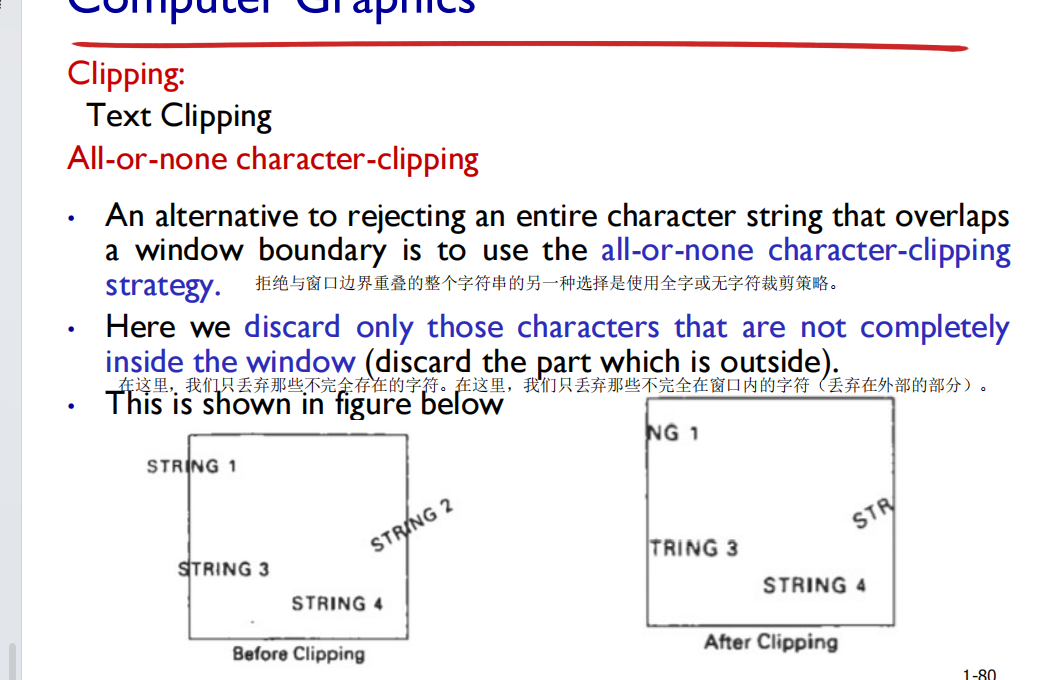 Computer Graphics
Clipping:
Text Clipping
All-or-none character-clipping
• An alternative to rejecting an entire character string that overlaps
a window boundary is to use the all-or-none character-clipping
strategy. 拒绝与窗口边界重叠的整个字符串的另一种选择是使用全字或无字符裁剪策略。
• Here we discard only those characters that are not completely
inside the window (discard the part which is outside).
在这里，我们只丢弃那些不完全存在的字符。在这里，我们只丢弃那些不完全在窗口内的字符（丢弃在外部的部分）。
• This is shown in figure below
STRING 1
STRING 2
STRING 3
STRING 4
Before Clipping
NG 1
STR
TRING 3
STRING 4
After Clipping
1-80